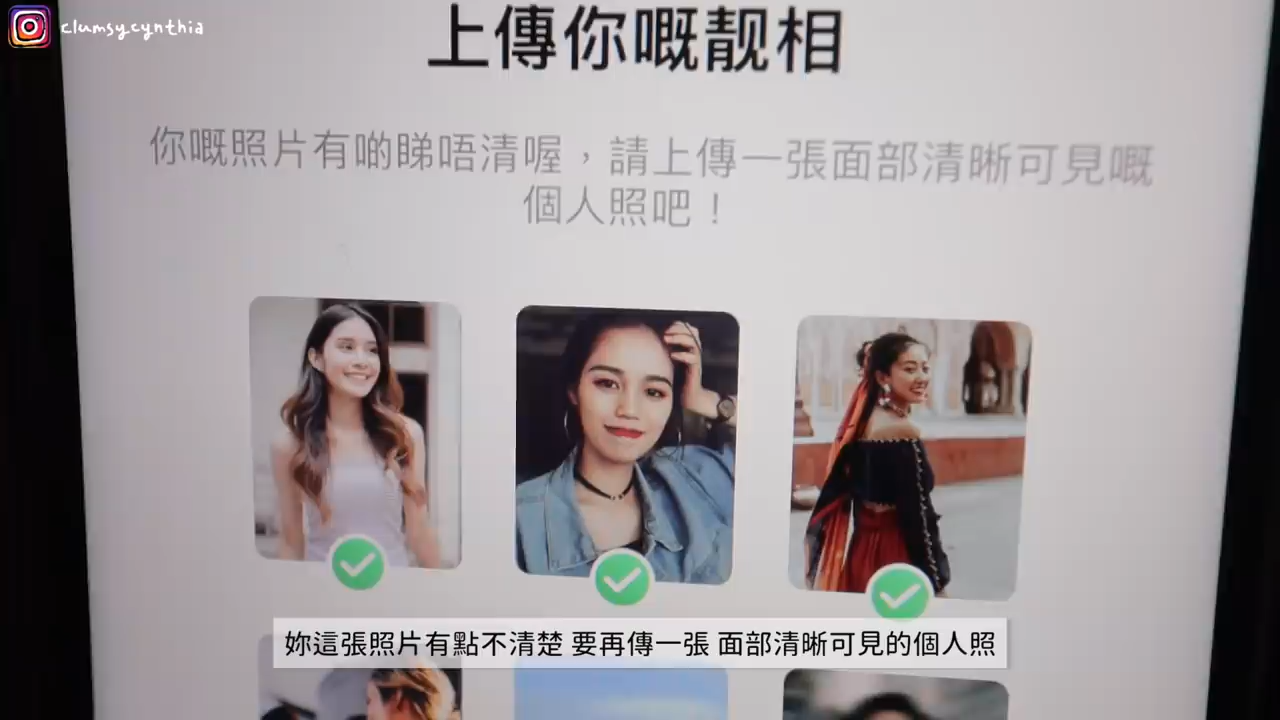 clumsy.cynthia
上傳你嘅靚相
你嘅照片有啲睇唔清喔，請上傳一張面部清晰可見嘅
個人照吧！
妳這張照片有點不清楚 要再傳一張 面部清晰可見的個人照